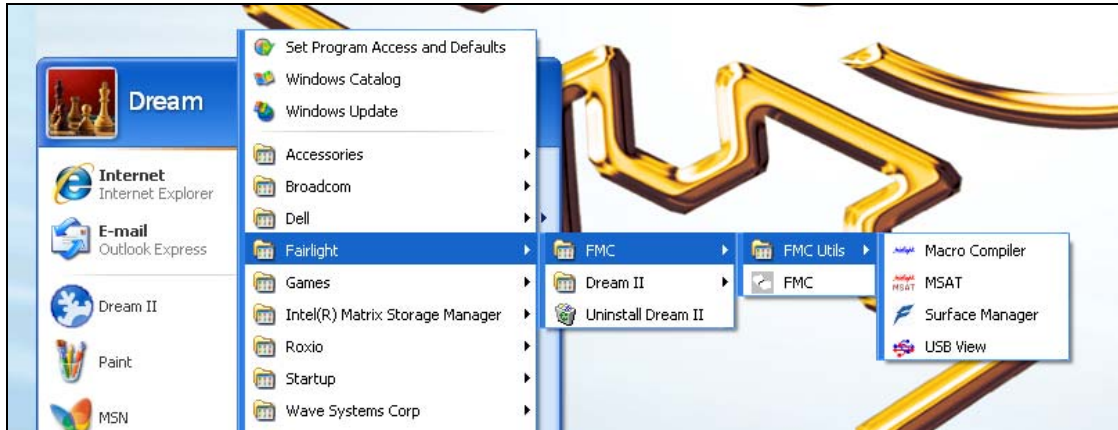 Dream
Internet
Internet Explorer
E-mail
Outlook Express
Dream II
Paint
MSN
Set Program Access and Defaults
Windows Catalog
Windows Update
Accessories
Broadcom
Dell
Fairlight
Games
Intel(R) Matrix Storage Manager
Roxio
Startup
Wave Systems Corp
FMC
Dream II
Uninstall Dream II
FMC Utils
FMC
Macro Compiler
MSAT
Surface Manager
USB View